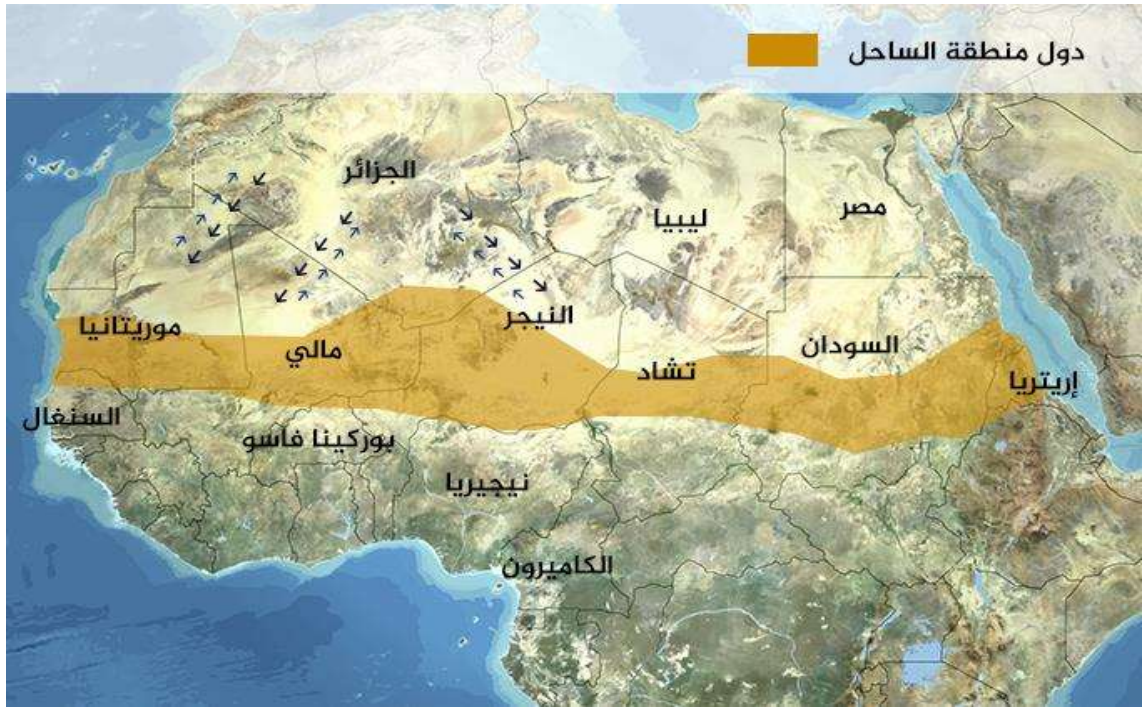 دول منطقة الساحل
الجزائر
ليبيا
مصر
موريتانيا
مالي
النيجر
تشاد
السودان
إريتريا
السنغال
بوركينا فاسو
نيجيريا
الكاميرون